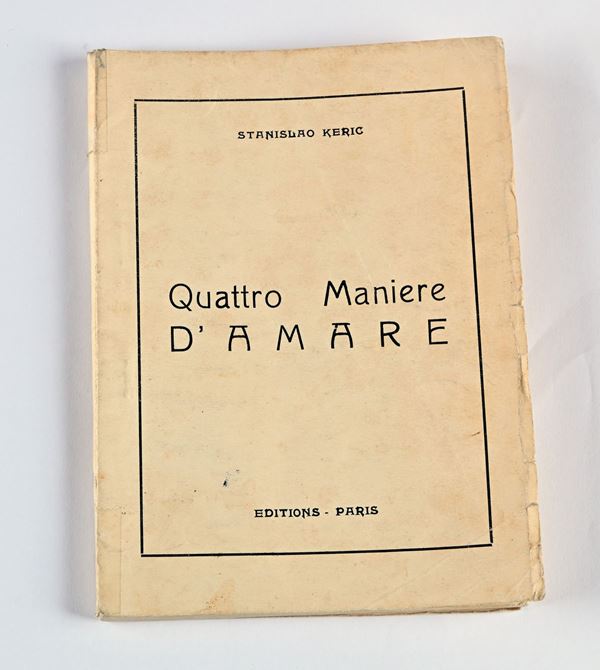 STANISLAO KERIC
Quattro Maniere
D'AMARE
EDITIONS - PARIS